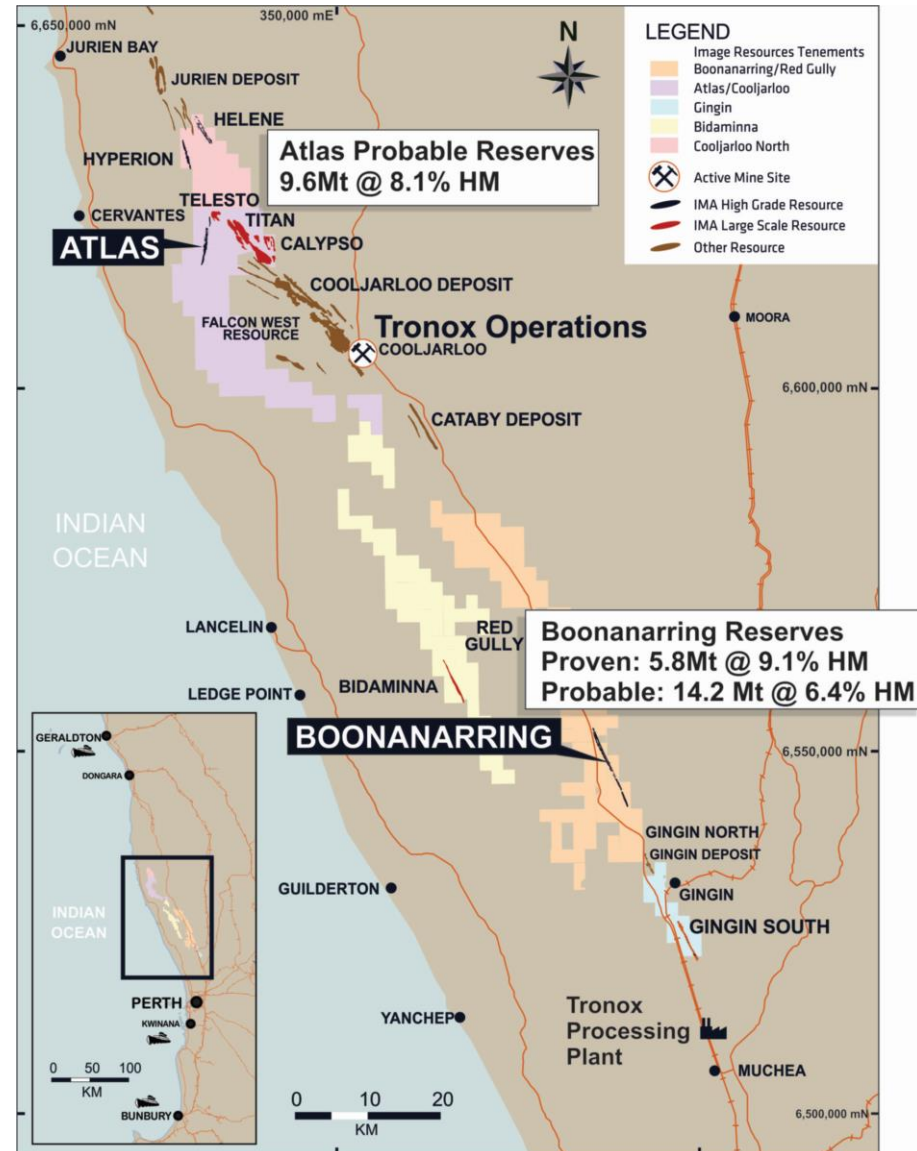 6,650,000 mN
350,000 mE
JURIEN BAY
JURIEN DEPOSIT
HELENE
HYPERION
Atlas Probable Reserves
9.6Mt @ 8.1% HM
N
LEGEND
Image Resources Tenements
Boonanarring/Red Gully
Atlas/Cooljarloo
Gingin
Bidaminna
Cooljarloo North
Active Mine Site
IMA High Grade Resource
IMA Large Scale Resource
Other Resource
TELESTO
CERVANTES
TITAN
ATLAS
CALYPSO
COOLJARLOO DEPOSIT
FALCON WEST
RESOURCE
Tronox Operations
COOLJARLOO
MOORA
6,600,000 mN
CATABY DEPOSIT
INDIAN
OCEAN
LANCELIN
RED
GULLY
Boonanarring Reserves
Proven: 5.8Mt @ 9.1% HM
Probable: 14.2 Mt @ 6.4% HM
BIDAMINNA
LEDGE POINT
BOONANARRING
6,550,000 mN
GINGIN NORTH
GINGIN DEPOSIT
GINGIN
GUILDERTON
GINGIN SOUTH
YANCHEP
Tronox
Processing
Plant
MUCHEA
6,500,000 mN
0 10 20
KM
GERALDTON
DONGARA
INDIAN
OCEAN
PERTH
KWINANA
0 50 100
KM
BUNBURY